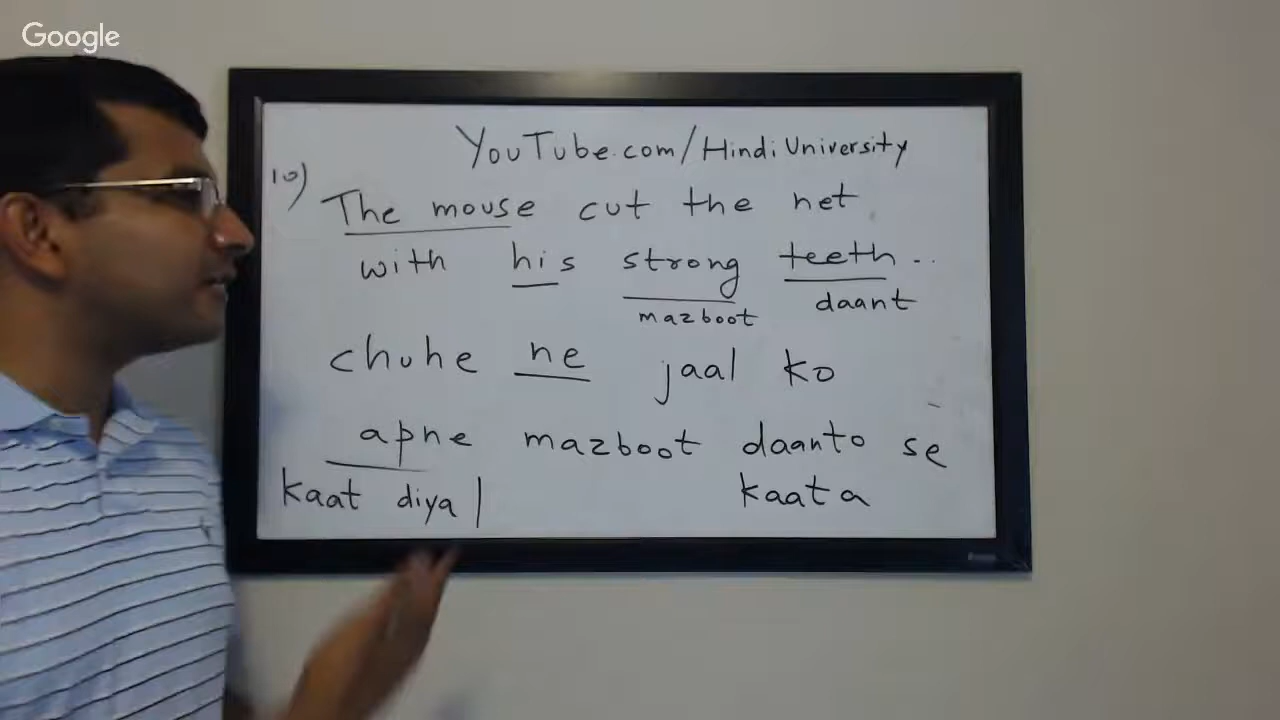 Google
YouTube.com/HindiUniversity
10) The mouse cut the net
with his strong teeth..
mazboot daant
chuhe ne jaal ko
apne mazboot daanto se
kaat diya | kaata